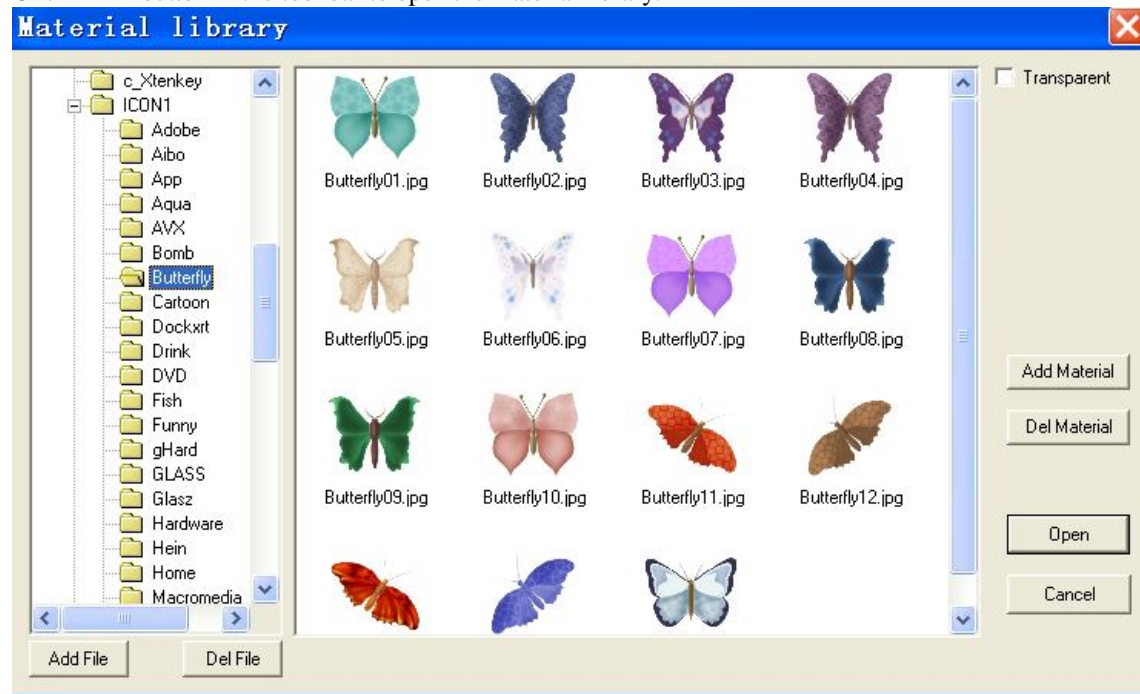 Material library
Transparent
c_Xtenkey
ICON1
Adobe
Aibo
App
Aqua
AVX
Bomb
Butterfly
Cartoon
Dockxrt
Drink
DVD
Fish
Funny
gHard
GLASS
Glasz
Hardware
Hein
Home
Macromedia
Butterfly01.jpg Butterfly02.jpg Butterfly03.jpg Butterfly04.jpg
Butterfly05.jpg Butterfly06.jpg Butterfly07.jpg Butterfly08.jpg
Butterfly09.jpg Butterfly10.jpg Butterfly11.jpg Butterfly12.jpg
Add Material
Del Material
Open
Cancel
Add File Del File